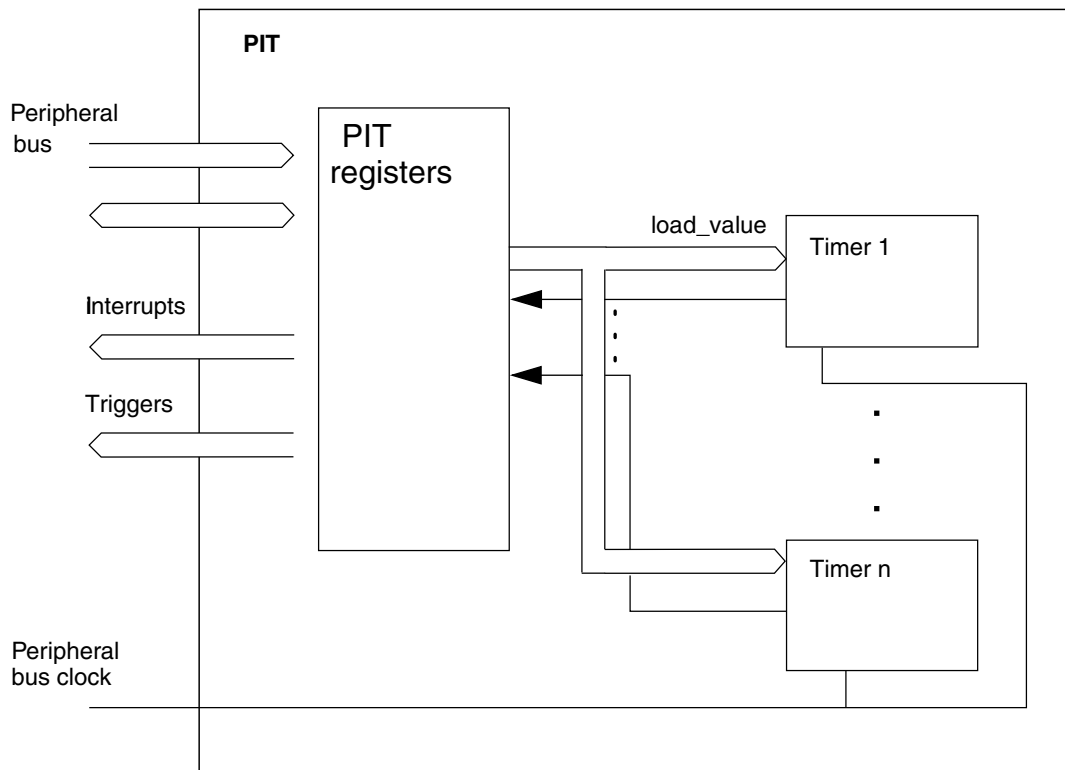 PIT
Peripheral
bus
PIT
registers
load_value
Timer 1
Interrupts
Triggers
Timer n
Peripheral
bus clock